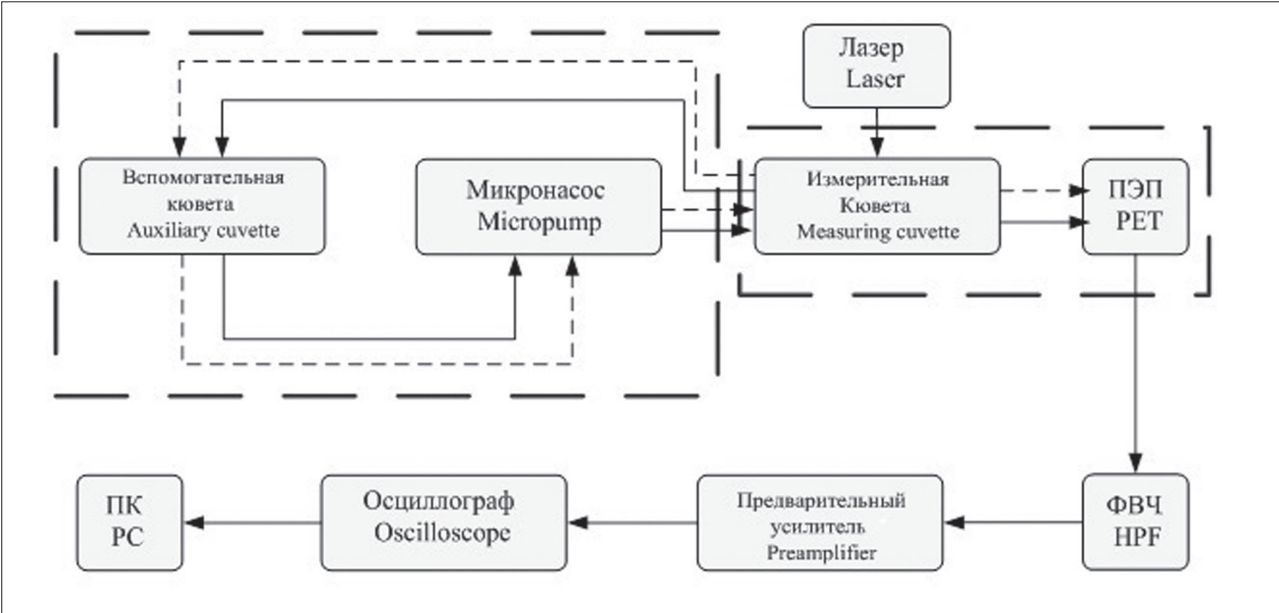 Лазер
Laser
Вспомогательная
кювета
Auxiliary cuvette
Микронасос
Micropump
Измерительная
Кювета
Measuring cuvette
ПЭП
PET
ПК
PC
Осциллограф
Oscilloscope
Предварительный
усилитель
Preamplifier
ФВЧ
HPF